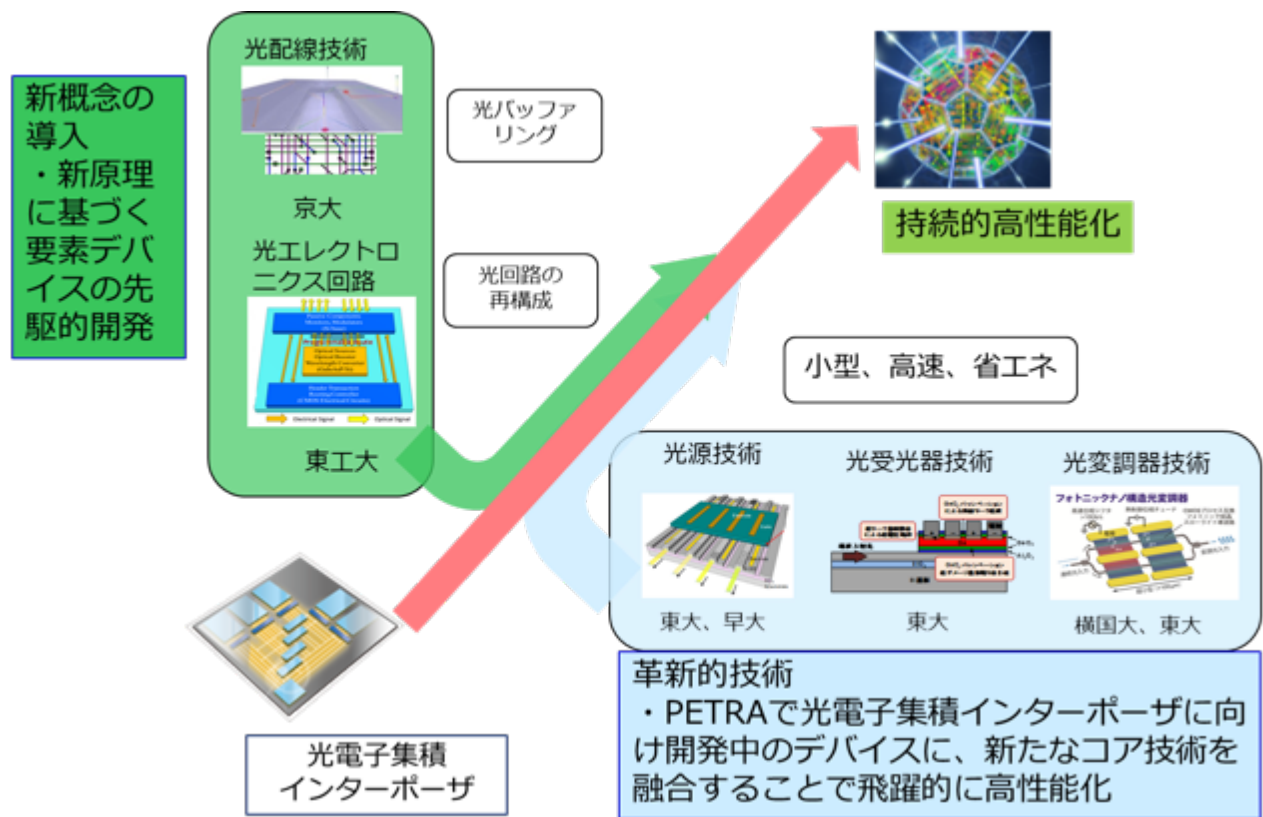 新概念の
導入
・新原理
に基づく
要素デバ
イスの先
駆的開発
光配線技術
京大
光エレクトロ
ニクス回路
Electrical Signal
Optical Signal
東工大
光バッファ
リング
光回路の
再構成
持続的高性能化
小型、高速、省エネ
光源技術
東大、早大
光受光器技術
東大
光変調器技術
フォトニックナノ構造光変調器
横国大、東大
革新的技術
・PETRAで光電子集積インターポーザに向
け開発中のデバイスに、新たなコア技術を
融合することで飛躍的に高性能化
光電子集積
インターポーザ